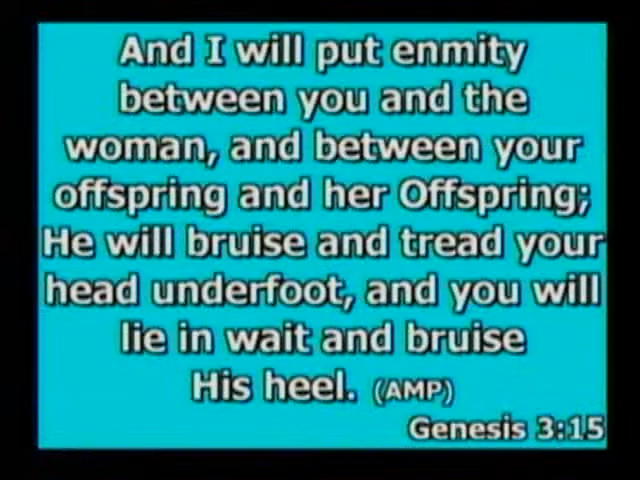 And I will put enmity
between you and the
woman, and between your
offspring and her Offspring;
He will bruise and tread your
head underfoot, and you will
lie in wait and bruise
His heel. (AMP)
Genesis 3:15